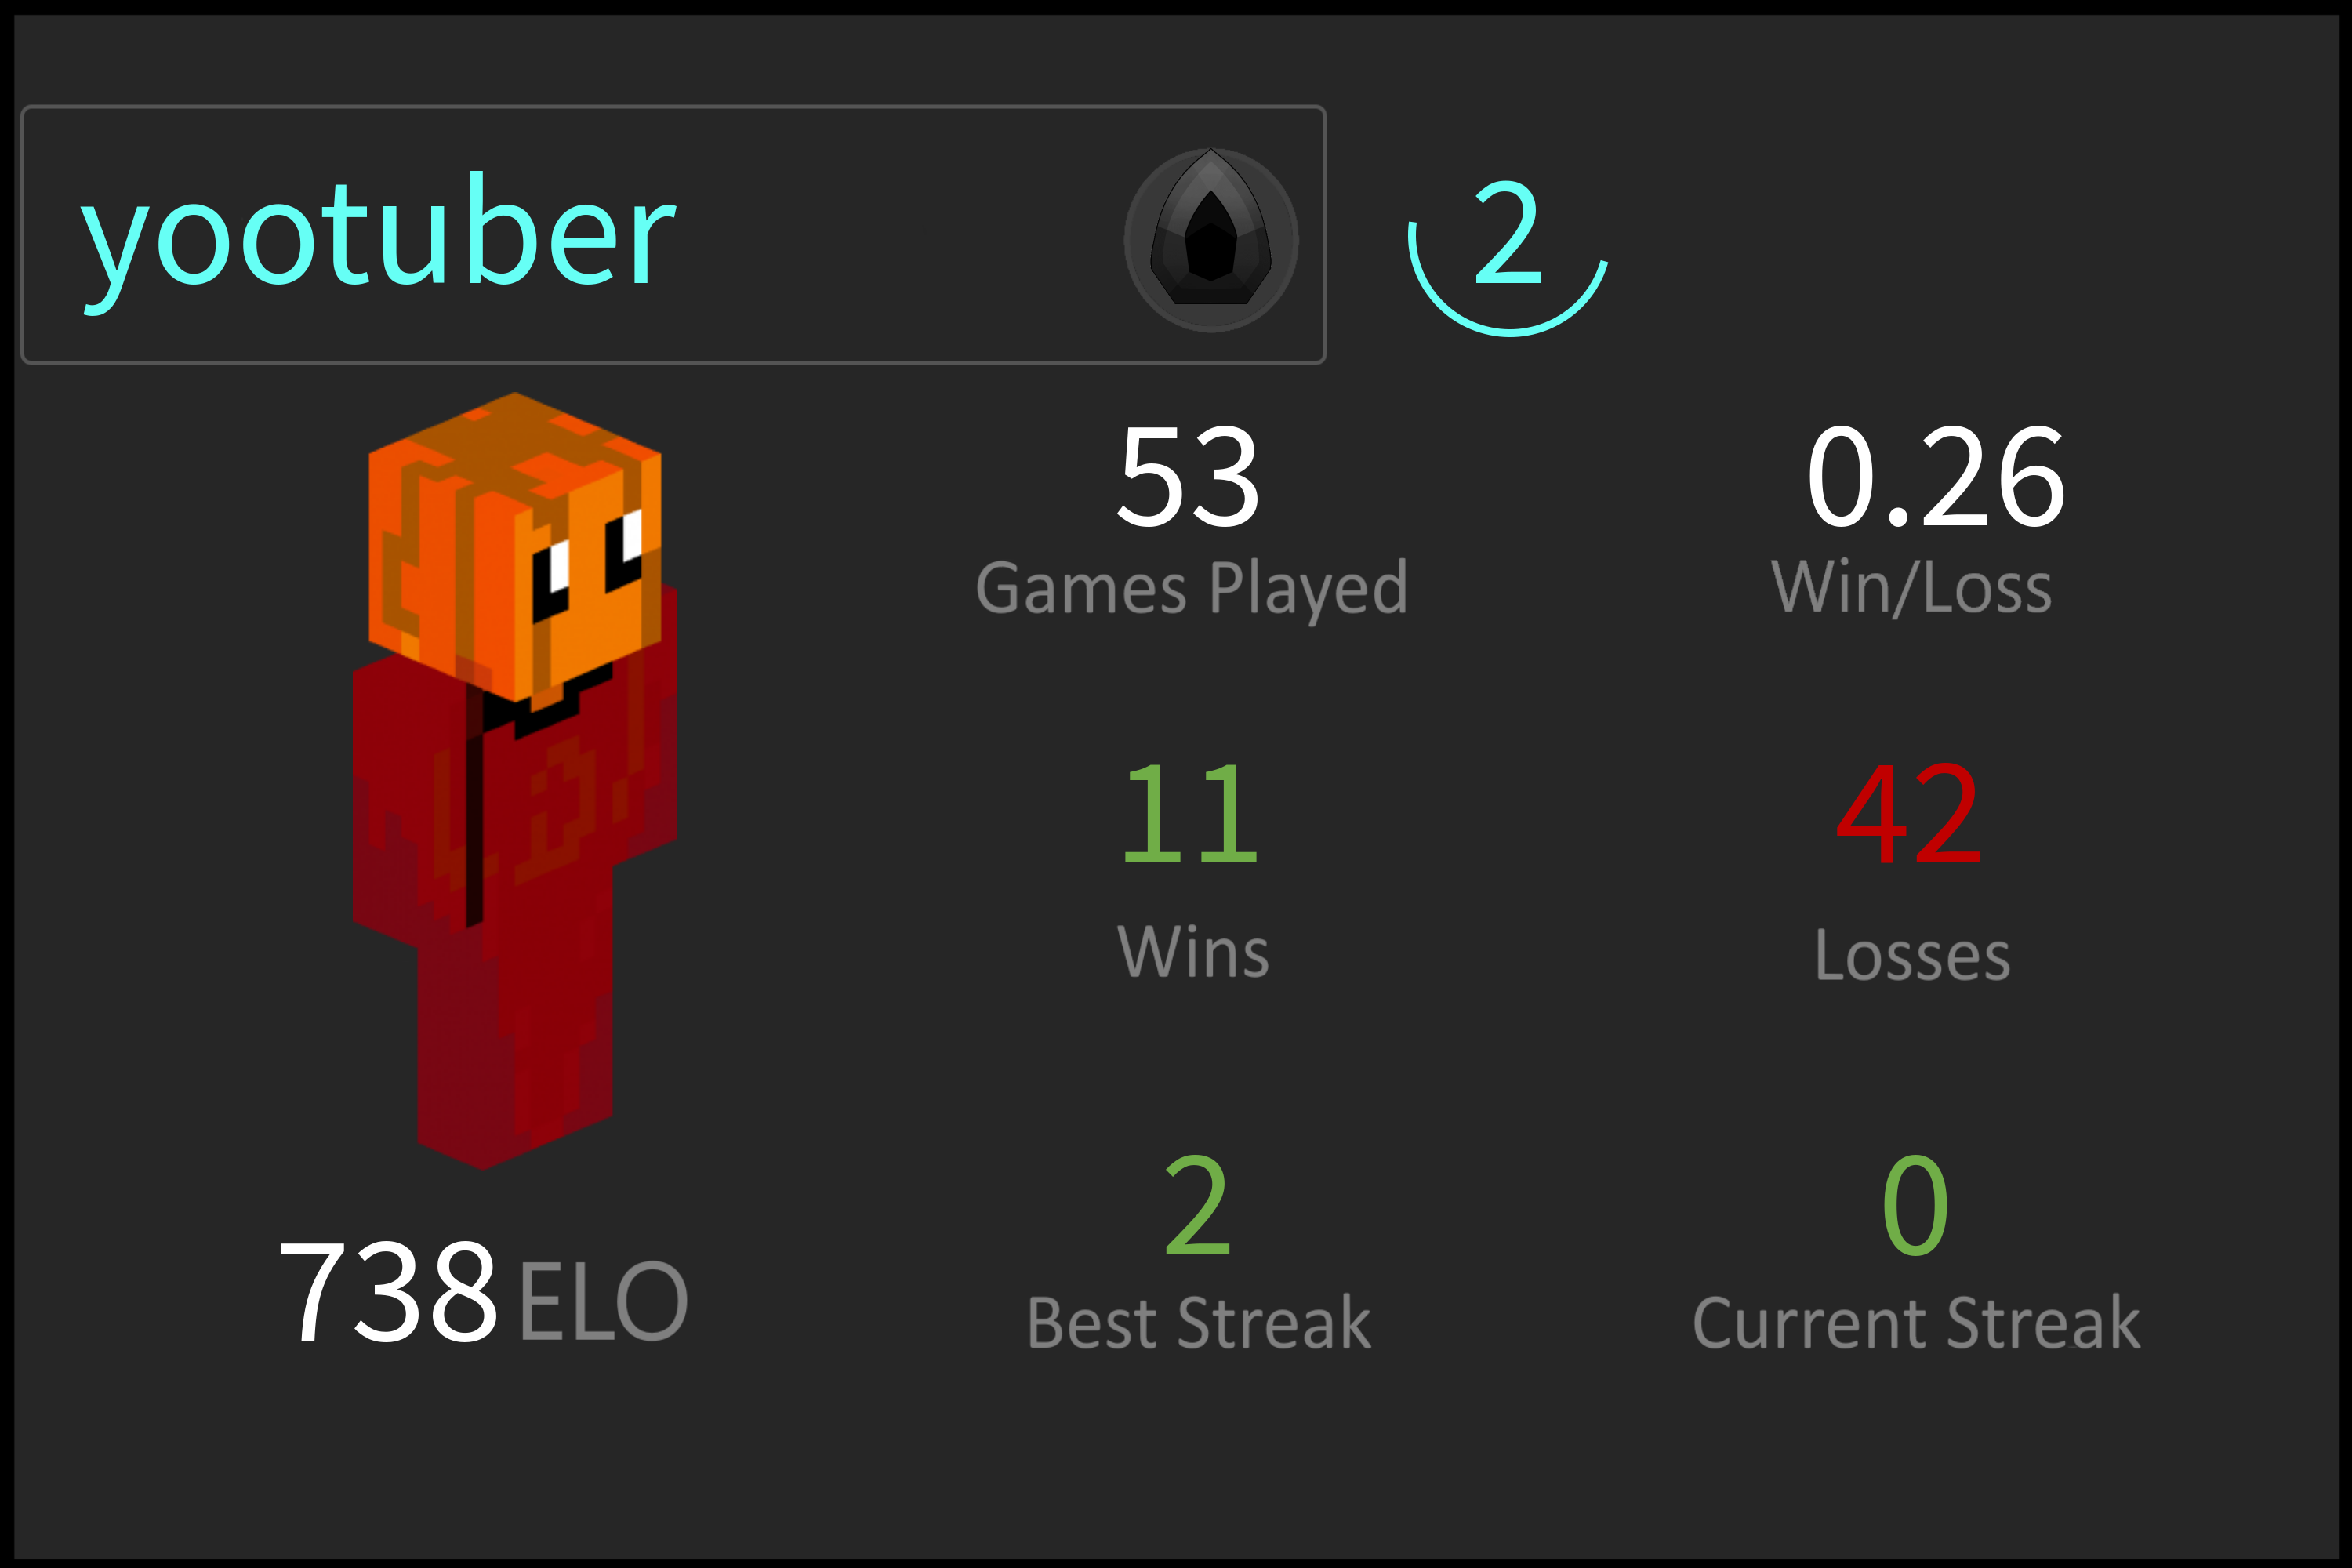 yootuber
2
53
0.26
Games Played
Win/Loss
11
42
Wins
Losses
2
0
738 ELO
Best Streak
Current Streak